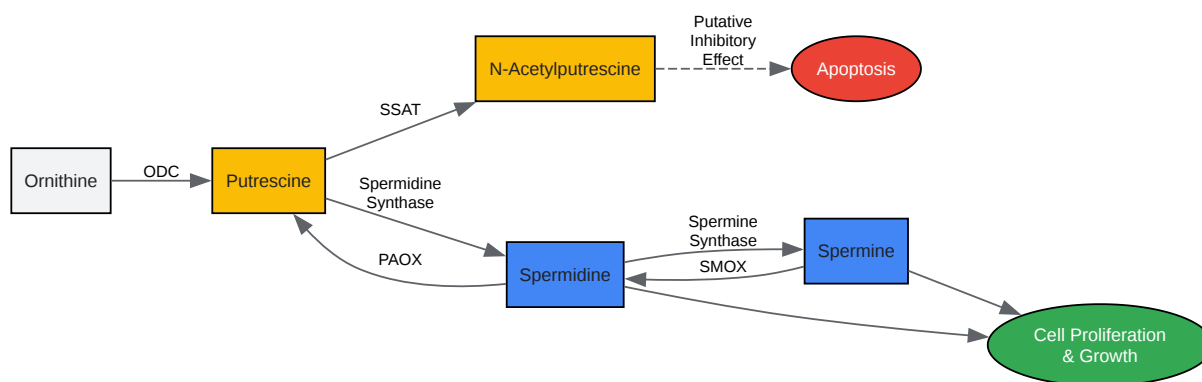 Putative
Inhibitory
Effect
N-Acetylputrescine
Apoptosis
SSAT
Ornithine
ODC
Putrescine
Spermidine
Synthase
PAOX
Spermidine
Spermine
Synthase
SMOX
Spermine
Cell Proliferation
& Growth